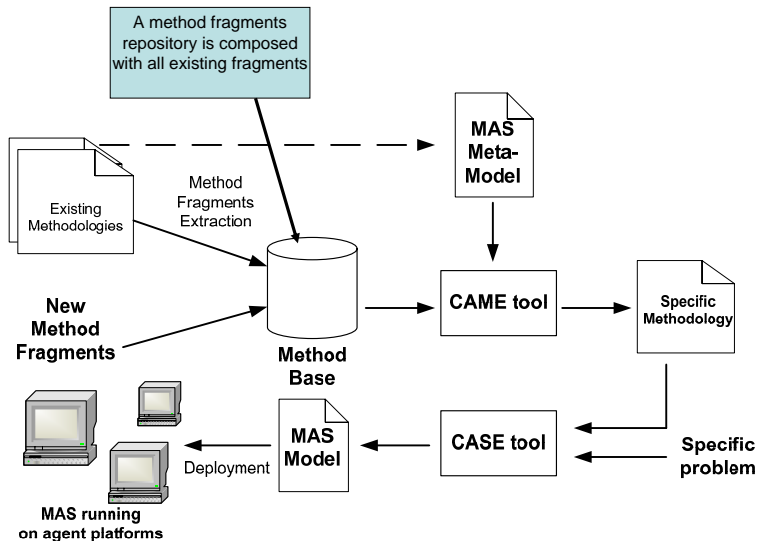 A method fragments
repository is composed
with all existing fragments
MAS
Meta-
Model
Method
Fragments
Extraction
Existing
Methodologies
New
Method
Fragments
Method
Base
CAME tool
Specific
Methodology
CASE tool
Specific
problem
MAS
Model
Deployment
MAS running
on agent platforms